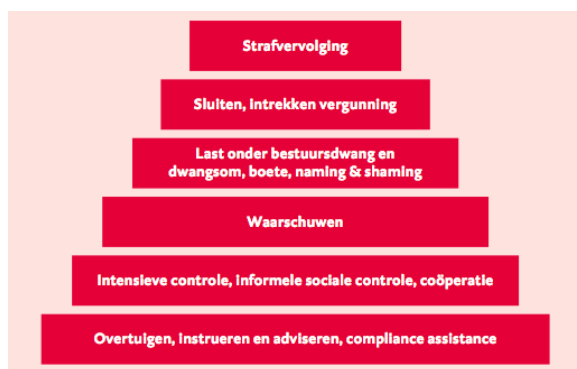 Strafvervolging
Sluiten, intrekken vergunning
Last onder bestuursdwang en
dwangsom, boete, naming & shaming
Waarschuwen
Intensieve controle, informele sociale controle, coöperatie
Overtuigen, instrueren en adviseren, compliance assistance